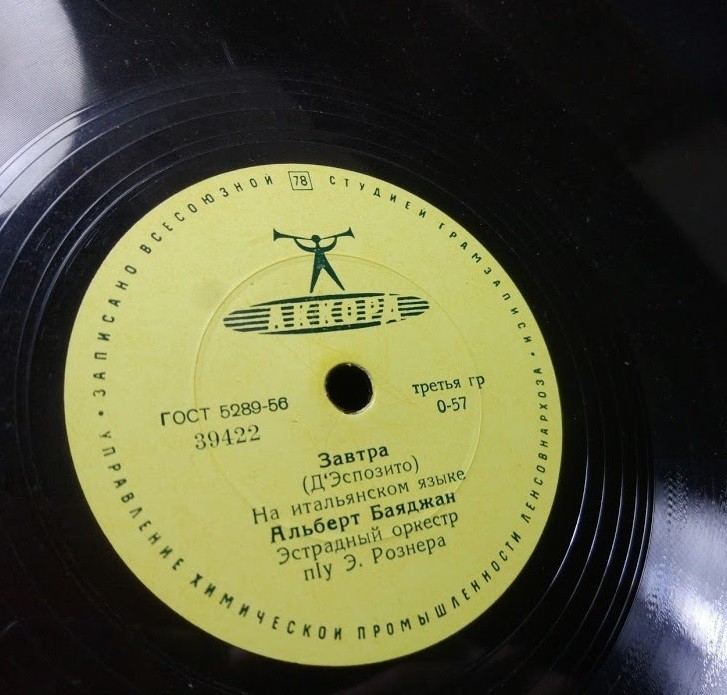 ЗАПИСАНО ВСЕСОЮЗНОЙ 78 СТУДИЕЙ ГРАМЗАПИСИ
АККОРД
ГОСТ 5289-56
39422
третья гр
0-57
Завтра
(Д'Эспозито)
На итальянском языке
Альберт Баяджан
Эстрадный оркестр
п/у Э. Рознера
УПРАВЛЕНИЕ ХИМИЧЕСКОЙ ПРОМЫШЛЕННОСТИ ЛЕНСОВНАРХОЗА